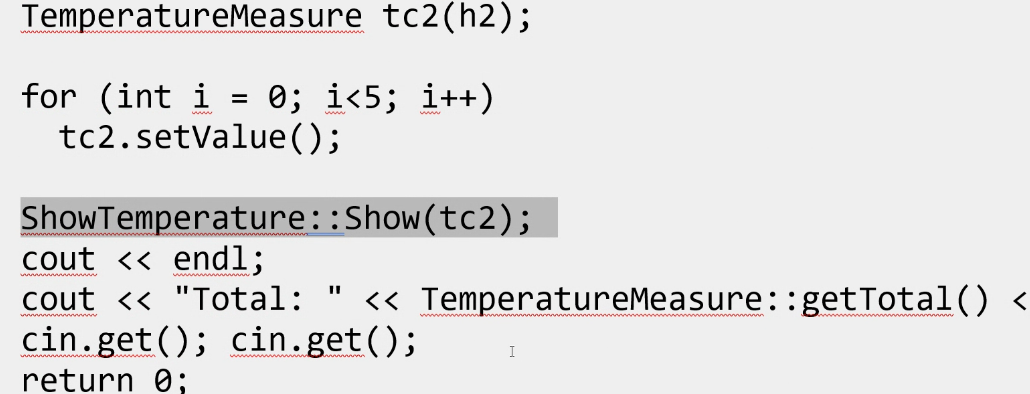 TemperatureMeasure tc2(h2);
for (int i = 0; i<5; i++)
tc2.setValue();
ShowTemperature::Show(tc2);
cout << endl;
cout << "Total: " << TemperatureMeasure::getTotal() <
cin.get(); cin.get();
return 0;